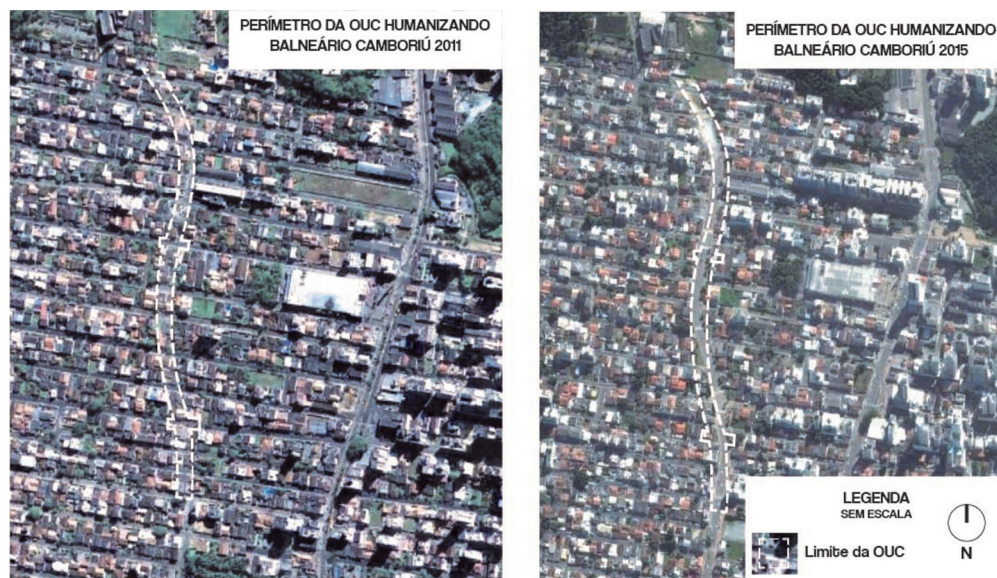 PERÍMETRO DA OUC HUMANIZANDO
BALNEÁRIO CAMBORIÚ 2011
PERÍMETRO DA OUC HUMANIZANDO
BALNEÁRIO CAMBORIÚ 2015
LEGENDA
SEM ESCALA
Limite da OUC
N